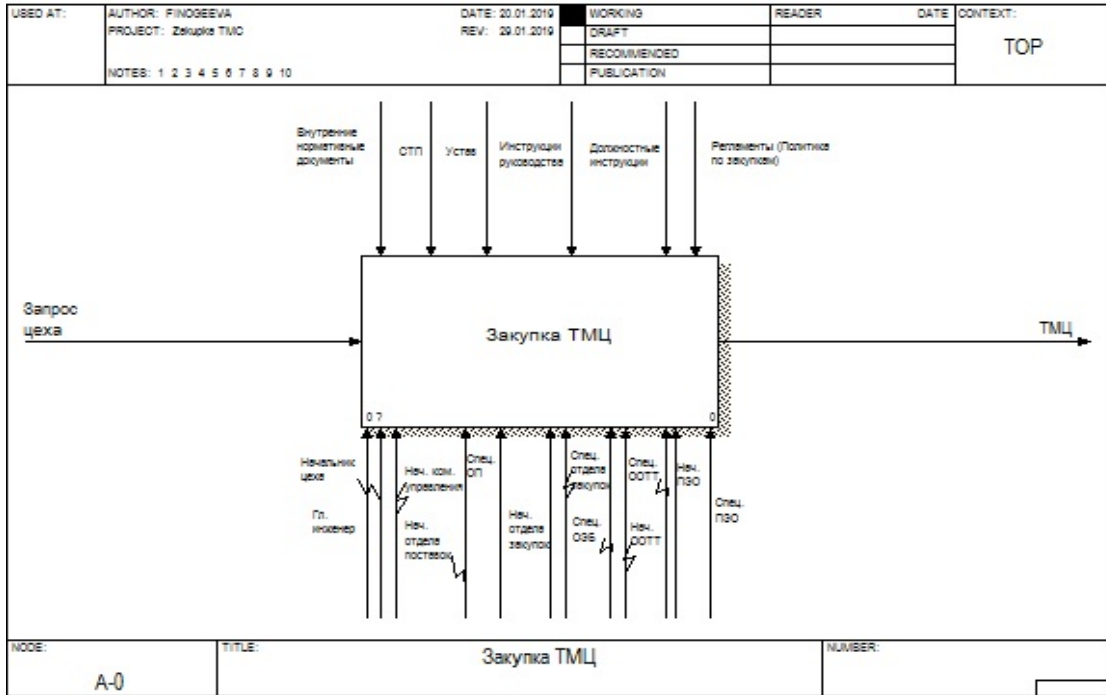 USED AT:
AUTHOR: FINOGEEVA
DATE: 20.01.2019
WORKING
READER
DATE
CONTEXT:
PROJECT: Zakupka TMC
REV: 29.01.2019
DRAFT
TOP
RECOMMENDED
NOTES: 1 2 3 4 5 6 7 8 9 10
PUBLICATION
Внутренние
нормативные
документы
СТП
Устав
Инструкции
руководства
Должностные
инструкции
Регламенты (Политика
по закупкам)
Запрос
цеха
Закупка ТМЦ
ТМЦ
0 ?
0
Начальник
цеха
Гл.
инженер
Нач. ком.
управления
Нач.
отдела
поставок
Спец.
ОП
Нач.
отдела
закупок
Спец.
отдела
закупок
Спец.
ОЭБ
Спец.
ООТТ
Нач.
ООТТ
Нач.
ПЭО
Спец.
ПЭО
NODE:
TITLE:
NUMBER:
A-0
Закупка ТМЦ